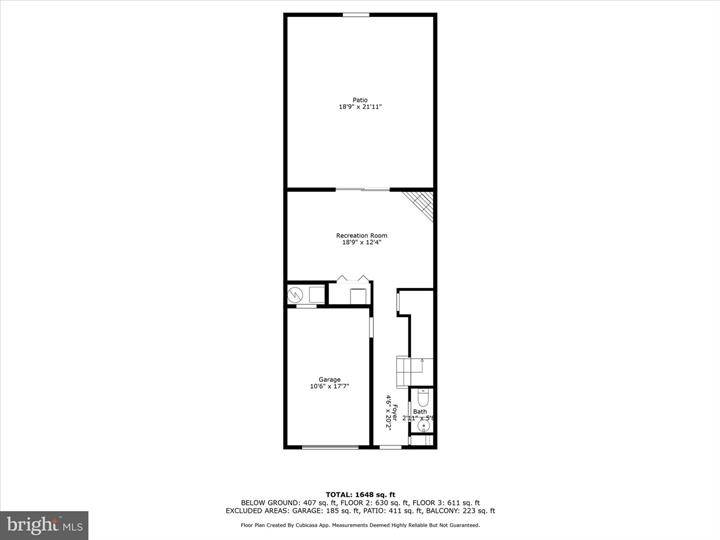 Patio
18'9" x 21'11"
Recreation Room
18'9" x 12'4"
Garage
10'6" x 17'7"
Foyer
4'6" x 20'2"
Bath
2'11" x 5'
TOTAL: 1648 sq. ft
BELOW GROUND: 407 sq. ft, FLOOR 2: 630 sq. ft, FLOOR 3: 611 sq. ft
EXCLUDED AREAS: GARAGE: 185 sq. ft, PATIO: 411 sq. ft, BALCONY: 223 sq. ft
Floor Plan Created By Cubicasa App. Measurements Deemed Highly Reliable But Not Guaranteed.
bright MLS